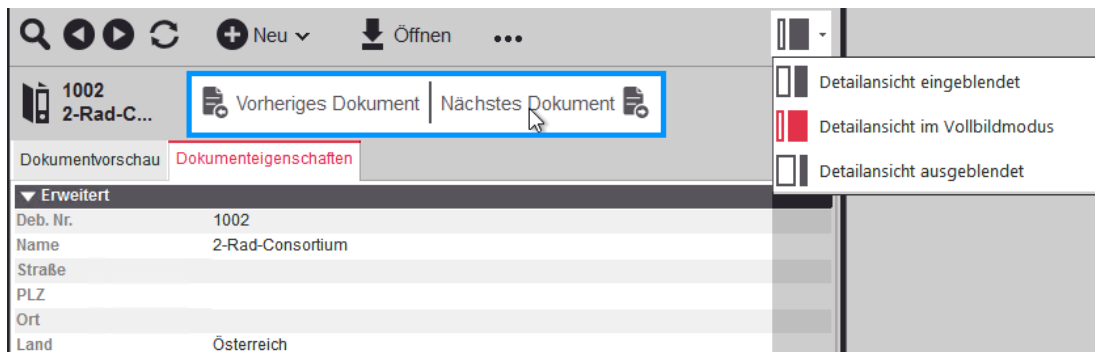 Neu
Öffnen
1002
2-Rad-C...
Vorheriges Dokument
Nächstes Dokument
Detailansicht eingeblendet
Detailansicht im Vollbildmodus
Detailansicht ausgeblendet
Dokumentvorschau
Dokumenteigenschaften
Erweitert
Deb. Nr. 1002
Name 2-Rad-Consortium
Straße
PLZ
Ort
Land Österreich